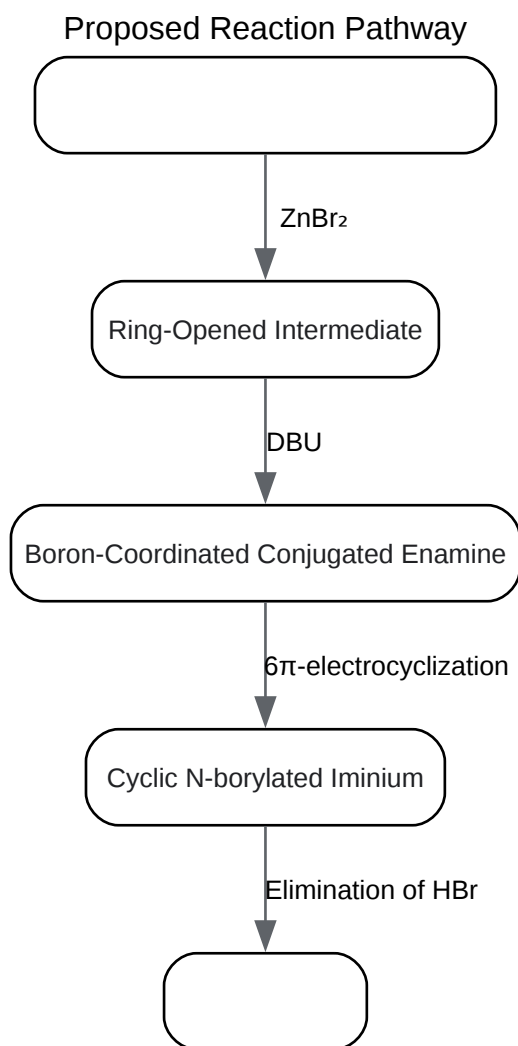 Proposed Reaction Pathway
ZnBr₂
Ring-Opened Intermediate
DBU
Boron-Coordinated Conjugated Enamine
6π-electrocyclization
Cyclic N-borylated Iminium
Elimination of HBr